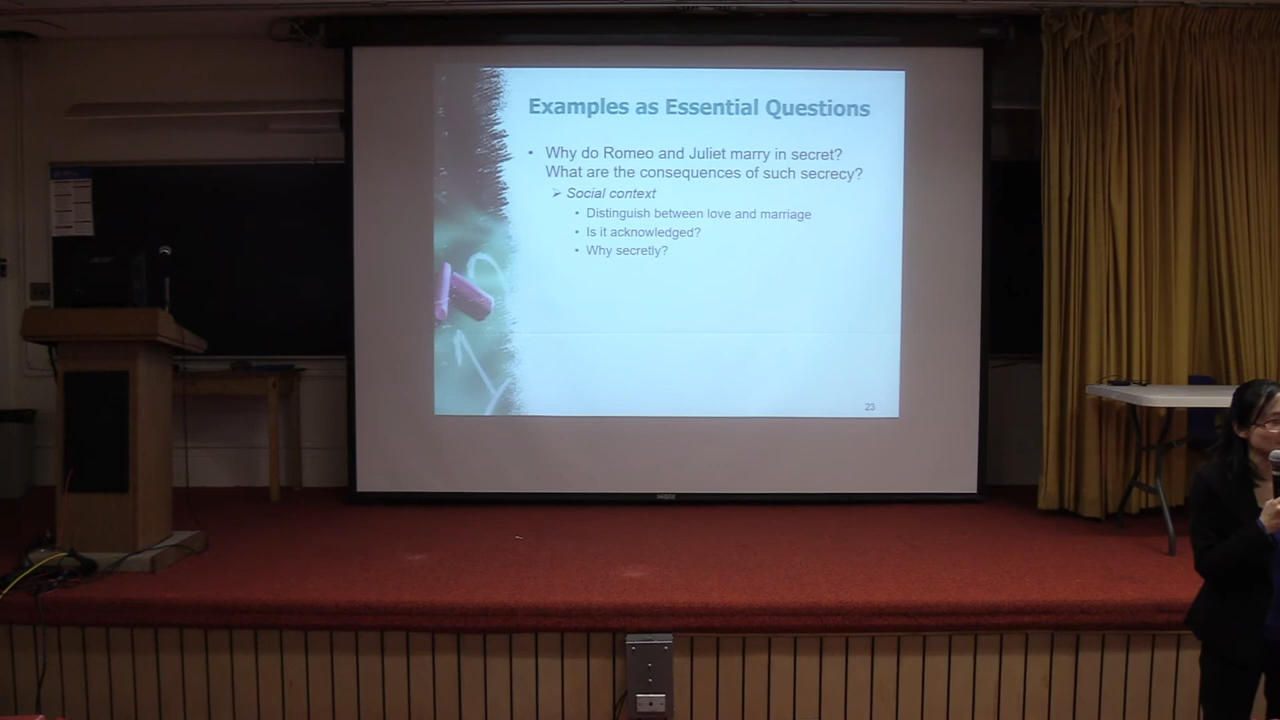 Examples as Essential Questions
• Why do Romeo and Juliet marry in secret?
What are the consequences of such secrecy?
➢ Social context
• Distinguish between love and marriage
• Is it acknowledged?
• Why secretly?
23